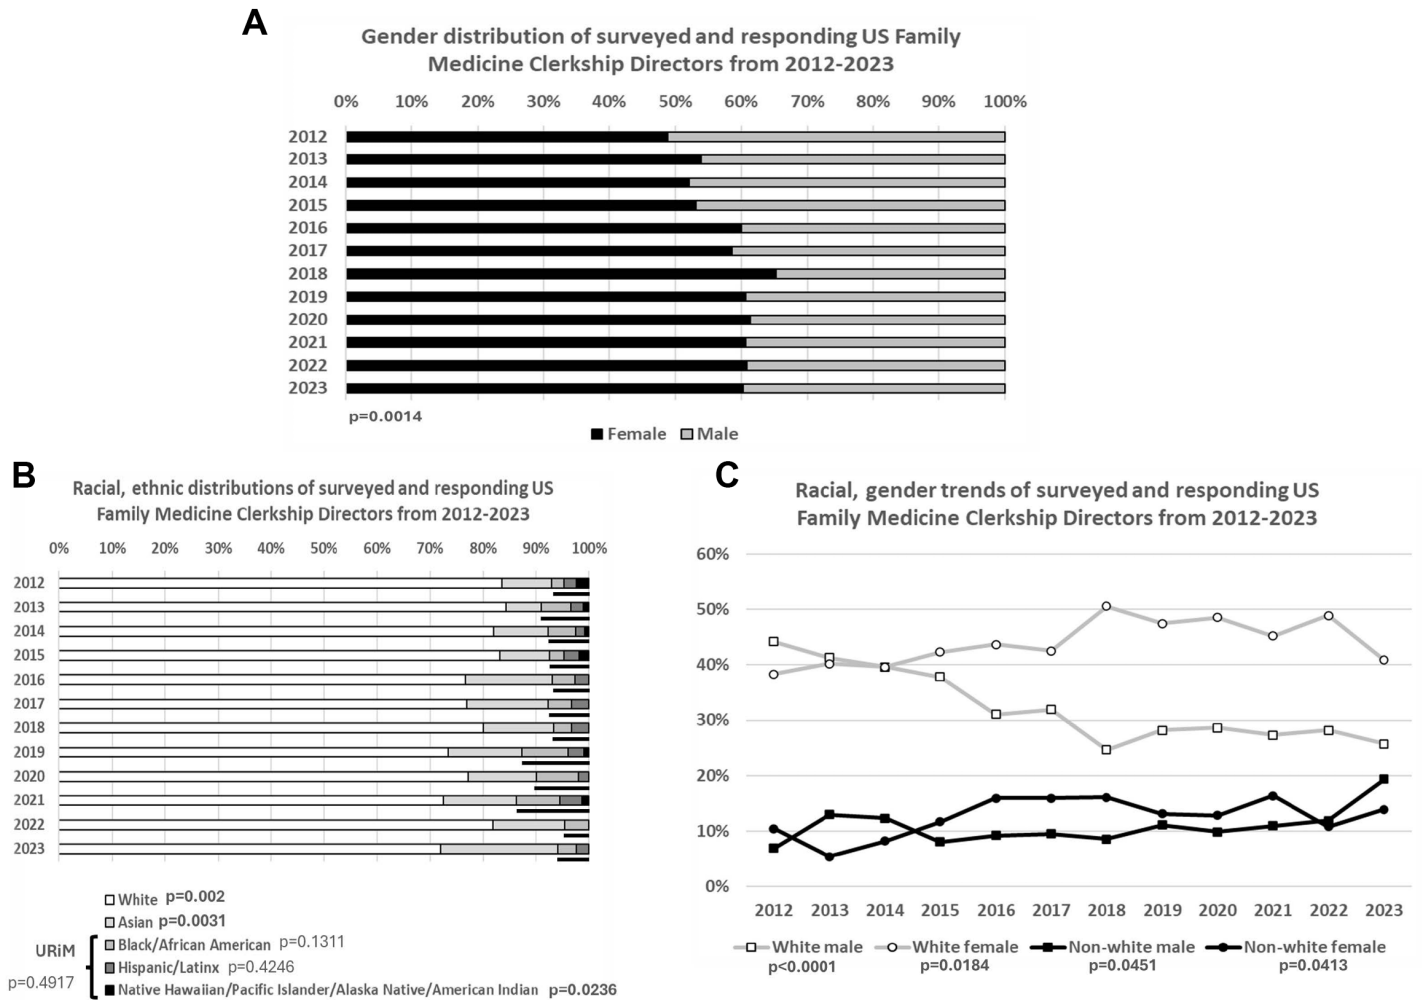 A
Gender distribution of surveyed and responding US Family
Medicine Clerkship Directors from 2012-2023
0% 10% 20% 30% 40% 50% 60% 70% 80% 90% 100%
2012
2013
2014
2015
2016
2017
2018
2019
2020
2021
2022
2023
p=0.0014
Female Male
B
Racial, ethnic distributions of surveyed and responding US
Family Medicine Clerkship Directors from 2012-2023
0% 10% 20% 30% 40% 50% 60% 70% 80% 90% 100%
2012
2013
2014
2015
2016
2017
2018
2019
2020
2021
2022
2023
White p=0.002
Asian p=0.0031
Black/African American p=0.1311
Hispanic/Latinx p=0.4246
Native Hawaiian/Pacific Islander/Alaska Native/American Indian p=0.0236
URiM
p=0.4917
C
Racial, gender trends of surveyed and responding US
Family Medicine Clerkship Directors from 2012-2023
60%
50%
40%
30%
20%
10%
0%
2012 2013 2014 2015 2016 2017 2018 2019 2020 2021 2022 2023
White male White female Non-white male Non-white female
p<0.0001 p=0.0184 p=0.0451 p=0.0413